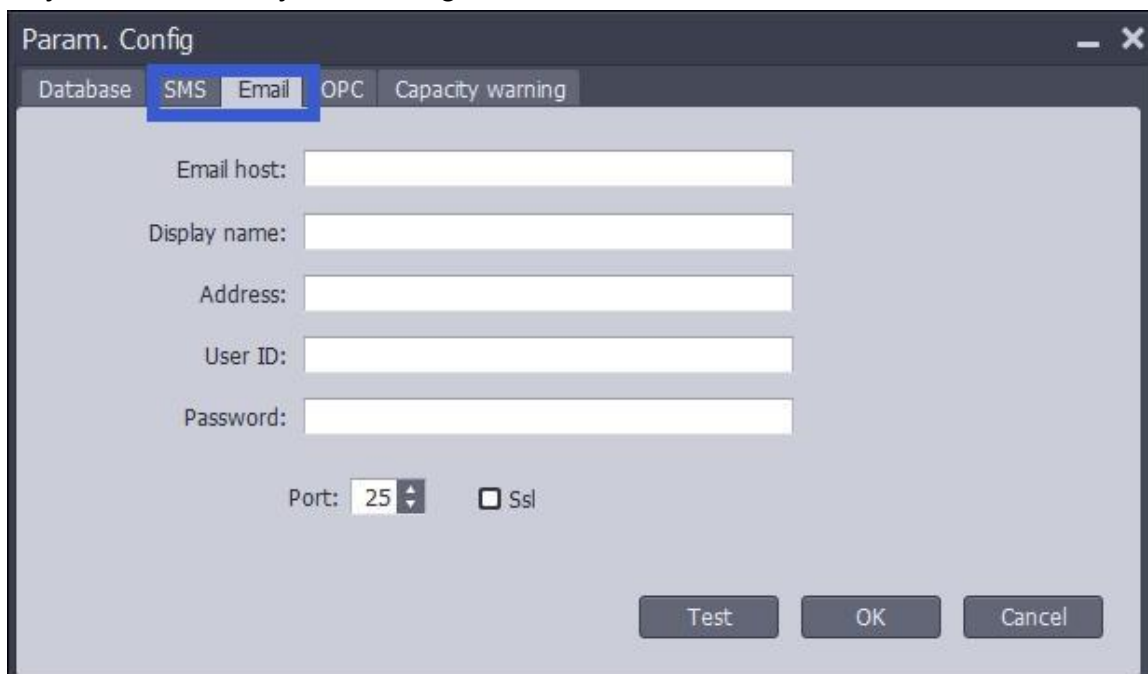 Param. Config
Database SMS Email OPC Capacity warning
Email host:
Display name:
Address:
User ID:
Password:
Port: 25 Ssl
Test OK Cancel